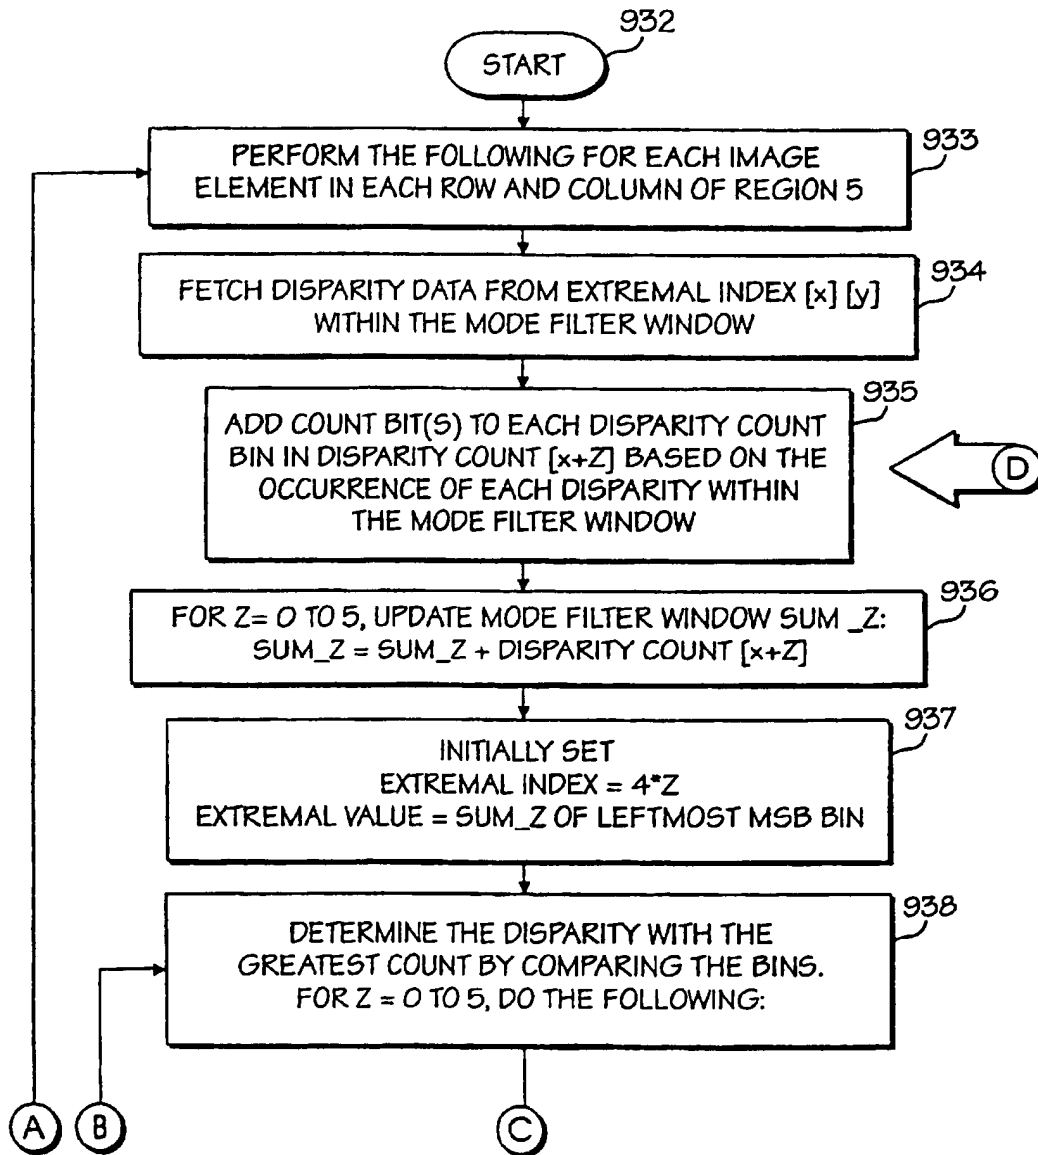 932
START
933
PERFORM THE FOLLOWING FOR EACH IMAGE
ELEMENT IN EACH ROW AND COLUMN OF REGION 5
934
FETCH DISPARITY DATA FROM EXTREMAL INDEX [x] [y]
WITHIN THE MODE FILTER WINDOW
935
ADD COUNT BIT(S) TO EACH DISPARITY COUNT
BIN IN DISPARITY COUNT [x+Z] BASED ON THE
OCCURRENCE OF EACH DISPARITY WITHIN
THE MODE FILTER WINDOW
D
936
FOR Z= 0 TO 5, UPDATE MODE FILTER WINDOW SUM _Z:
SUM_Z = SUM_Z + DISPARITY COUNT [x+Z]
937
INITIALLY SET
EXTREMAL INDEX = 4*Z
EXTREMAL VALUE = SUM_Z OF LEFTMOST MSB BIN
938
DETERMINE THE DISPARITY WITH THE
GREATEST COUNT BY COMPARING THE BINS.
FOR Z = 0 TO 5, DO THE FOLLOWING:
A B C